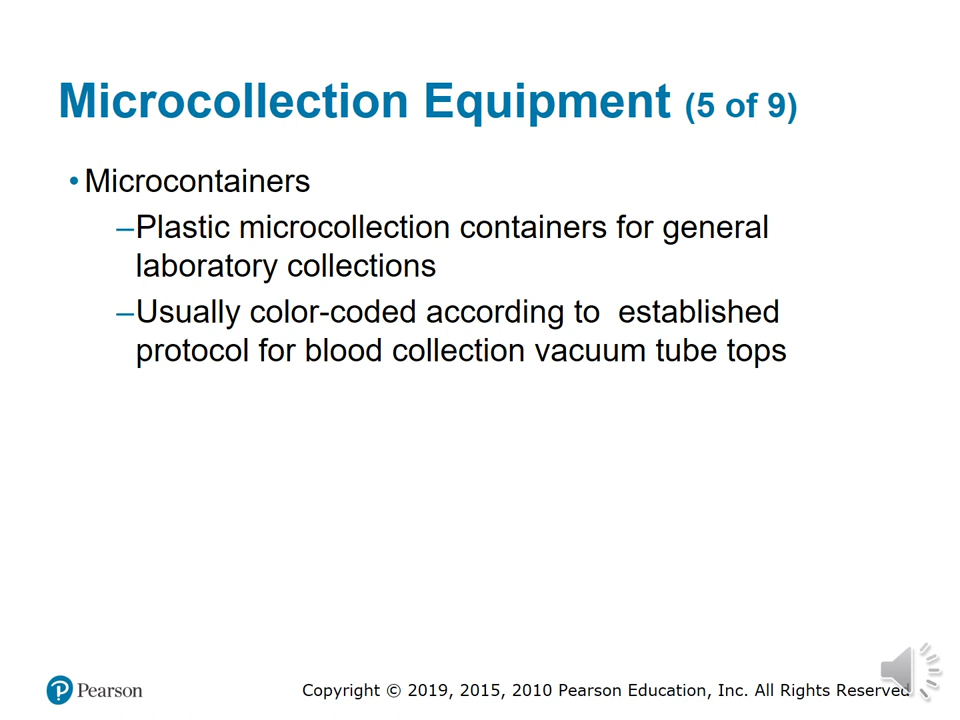 Microcollection Equipment (5 of 9)
• Microcontainers
–Plastic microcollection containers for general
laboratory collections
–Usually color-coded according to  established
protocol for blood collection vacuum tube tops
Pearson
Copyright © 2019, 2015, 2010 Pearson Education, Inc. All Rights Reserved